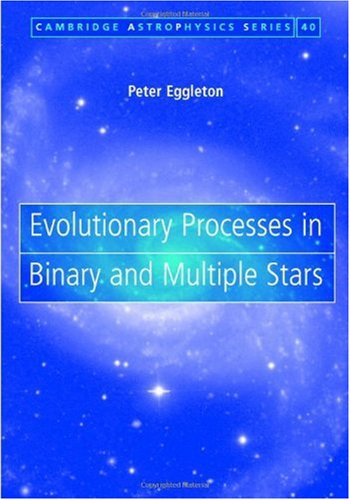 CAMBRIDGE ASTROPHYSICS SERIES 40
Peter Eggleton
Evolutionary Processes in
Binary and Multiple Stars